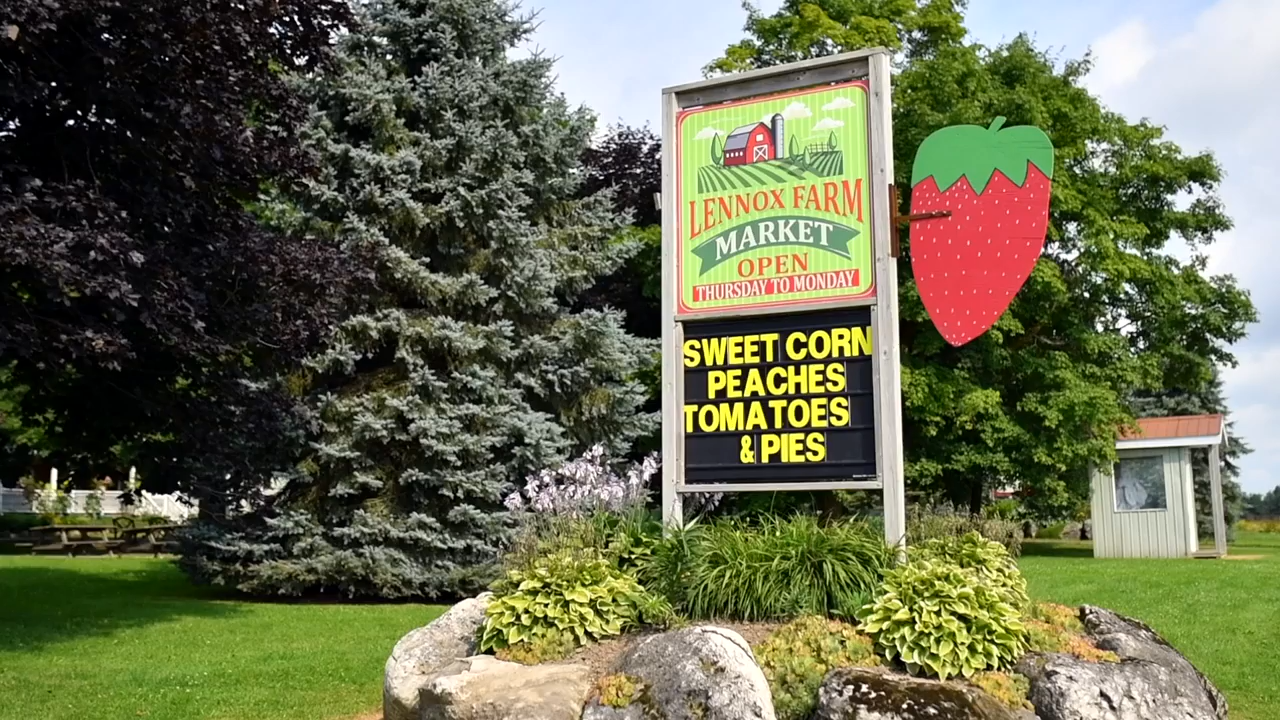 LENNOX FARM
MARKET
OPEN
THURSDAY TO MONDAY
SWEET CORN
PEACHES
TOMATOES
& PIES